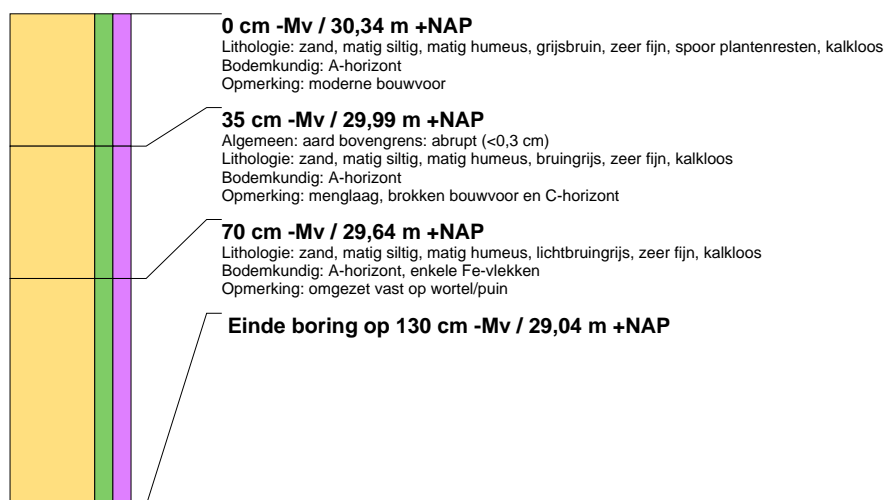 0 cm -Mv / 30,34 m +NAP
Lithologie: zand, matig siltig, matig humeus, grijsbruin, zeer fijn, spoor plantenresten, kalkloos
Bodemkundig: A-horizont
Opmerking: moderne bouwvoor
35 cm -Mv / 29,99 m +NAP
Algemeen: aard bovengrens: abrupt (<0,3 cm)
Lithologie: zand, matig siltig, matig humeus, bruingrijs, zeer fijn, kalkloos
Bodemkundig: A-horizont
Opmerking: menglaag, brokken bouwvoor en C-horizont
70 cm -Mv / 29,64 m +NAP
Lithologie: zand, matig siltig, matig humeus, lichtbruingrijs, zeer fijn, kalkloos
Bodemkundig: A-horizont, enkele Fe-vlekken
Opmerking: omgezet vast op wortel/puin
Einde boring op 130 cm -Mv / 29,04 m +NAP